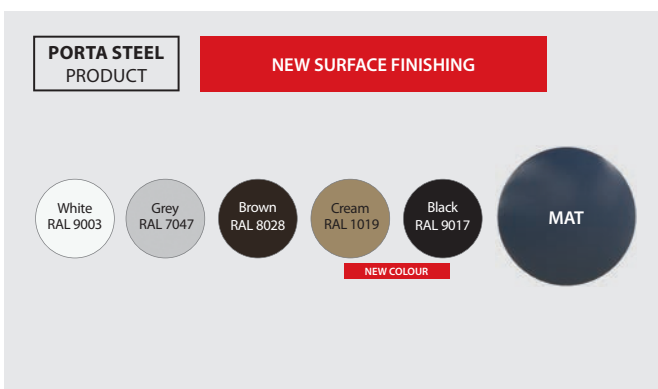 PORTA STEEL
PRODUCT
NEW SURFACE FINISHING
White
RAL 9003
Grey
RAL 7047
Brown
RAL 8028
Cream
RAL 1019
Black
RAL 9017
MAT
NEW COLOUR